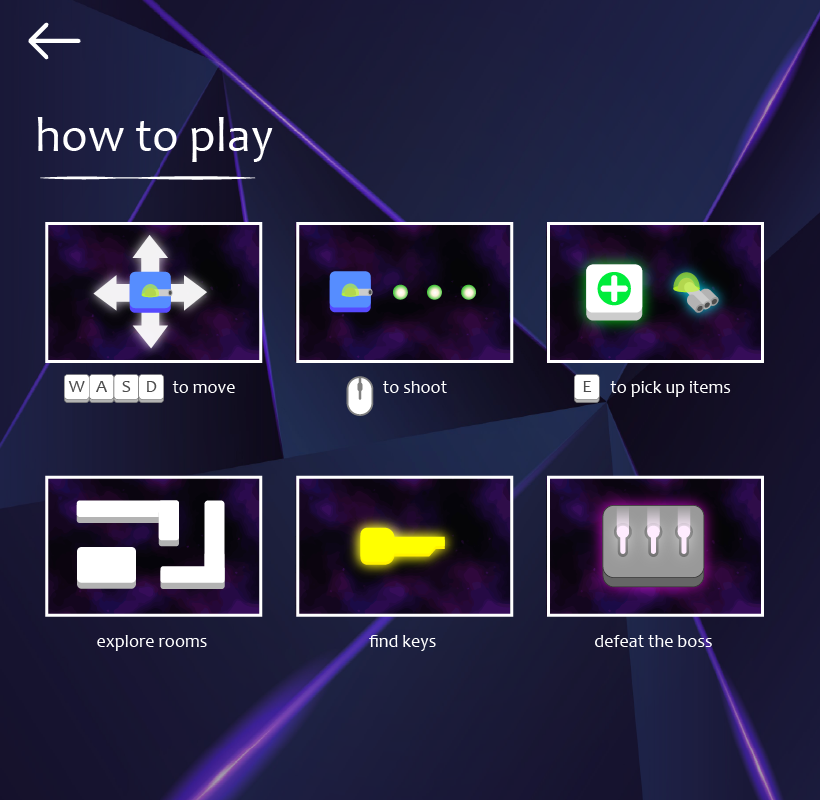 how to play
W A S D to move
to shoot
E to pick up items
explore rooms
find keys
defeat the boss